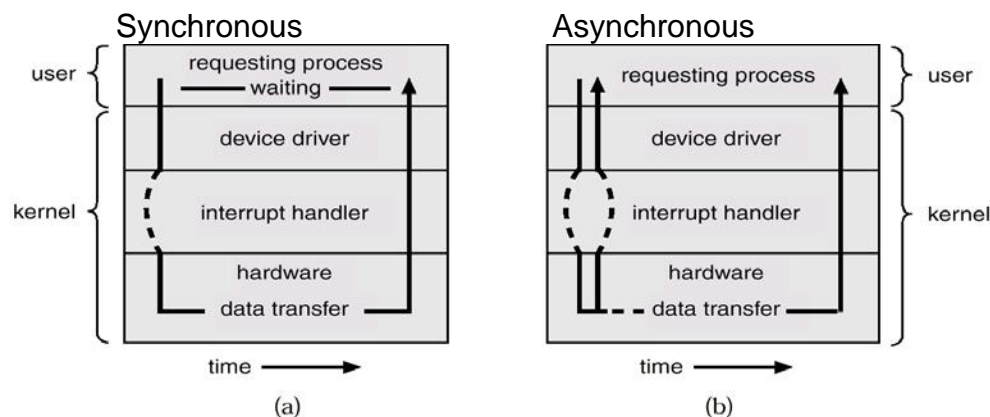 Synchronous
user
requesting process
waiting
device driver
kernel
interrupt handler
hardware
data transfer
time
(a)
Asynchronous
requesting process
user
device driver
interrupt handler
kernel
hardware
data transfer
time
(b)